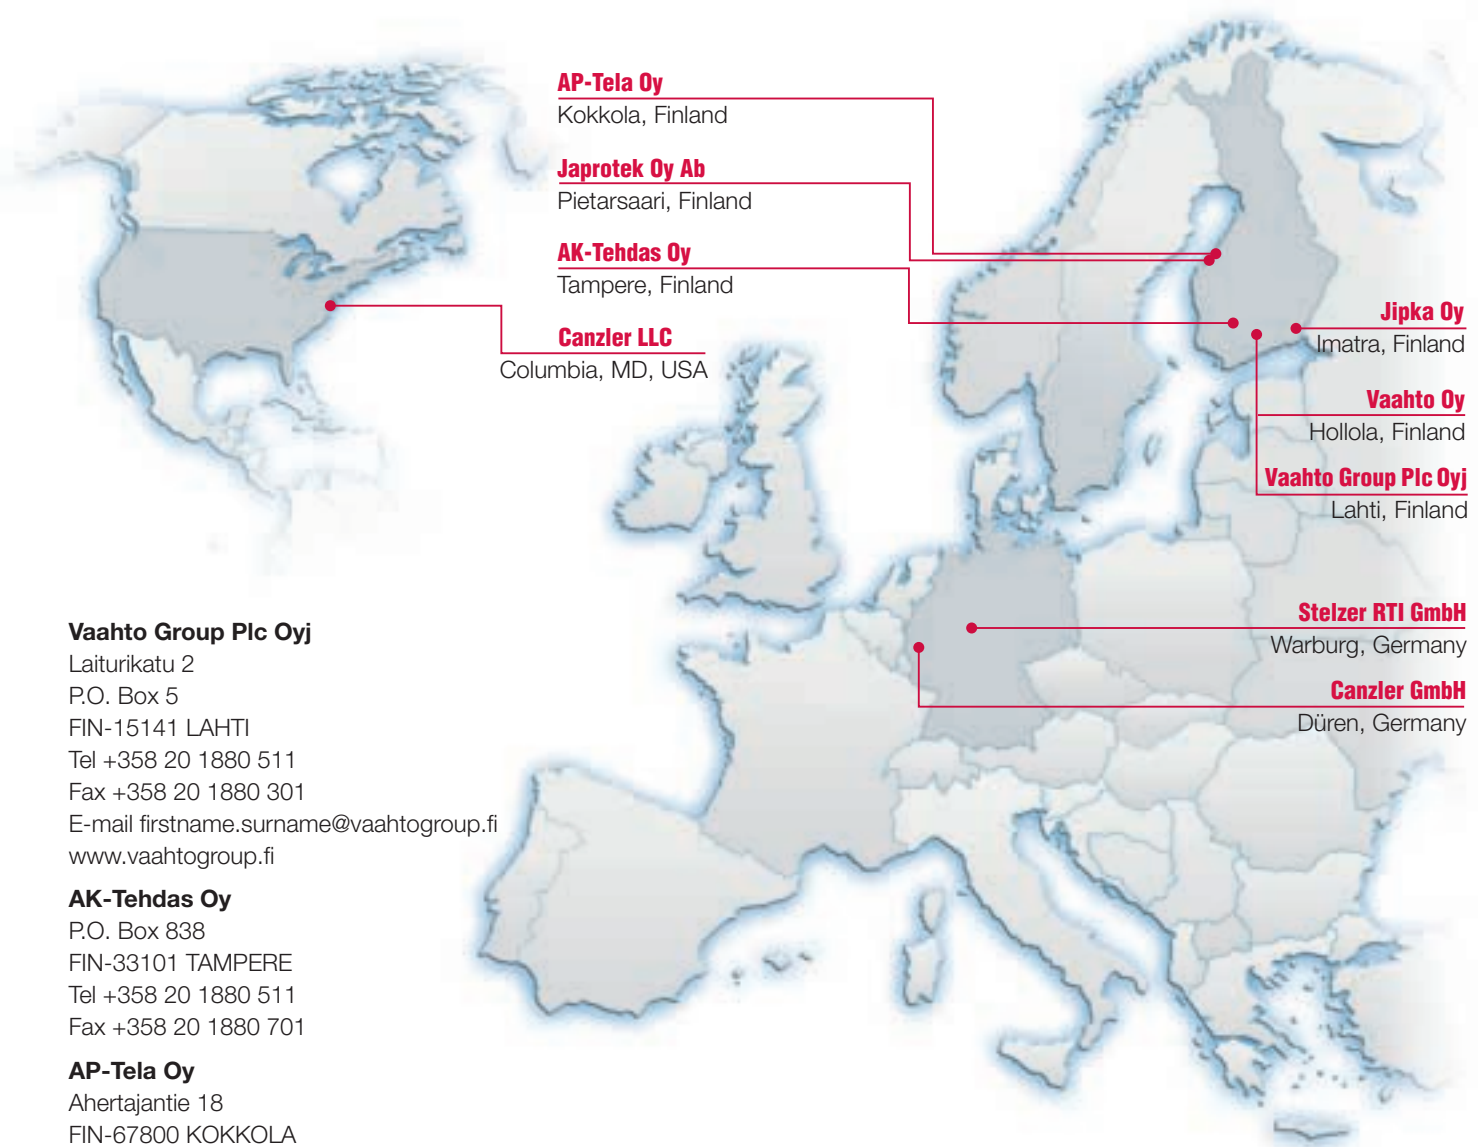 AP-Tela Oy
Kokkola, Finland
Japrotek Oy Ab
Pietarsaari, Finland
AK-Tehdas Oy
Tampere, Finland
Canzler LLC
Columbia, MD, USA
Jipka Oy
Imatra, Finland
Vaahto Oy
Hollola, Finland
Vaahto Group Plc Oyj
Lahti, Finland
Stelzer RTI GmbH
Warburg, Germany
Canzler GmbH
Düren, Germany
Vaahto Group Plc Oyj
Laiturikatu 2
P.O. Box 5
FIN-15141 LAHTI
Tel +358 20 1880 511
Fax +358 20 1880 301
E-mail firstname.surname@vaahtogroup.fi
www.vaahtogroup.fi
AK-Tehdas Oy
P.O. Box 838
FIN-33101 TAMPERE
Tel +358 20 1880 511
Fax +358 20 1880 701
AP-Tela Oy
Ahertajantie 18
FIN-67800 KOKKOLA